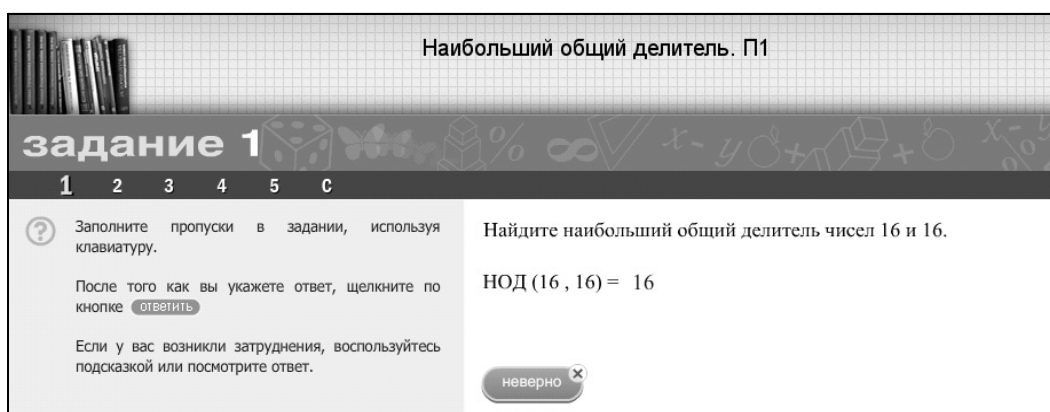 Наибольший общий делитель. П1
задание 1
1 2 3 4 5 С
Заполните пропуски в задании, используя
клавиатуру.
После того как вы укажете ответ, щелкните по
кнопке ответить
Если у вас возникли затруднения, воспользуйтесь
подсказкой или посмотрите ответ.
Найдите наибольший общий делитель чисел 16 и 16.
НОД (16 , 16) = 16
неверно